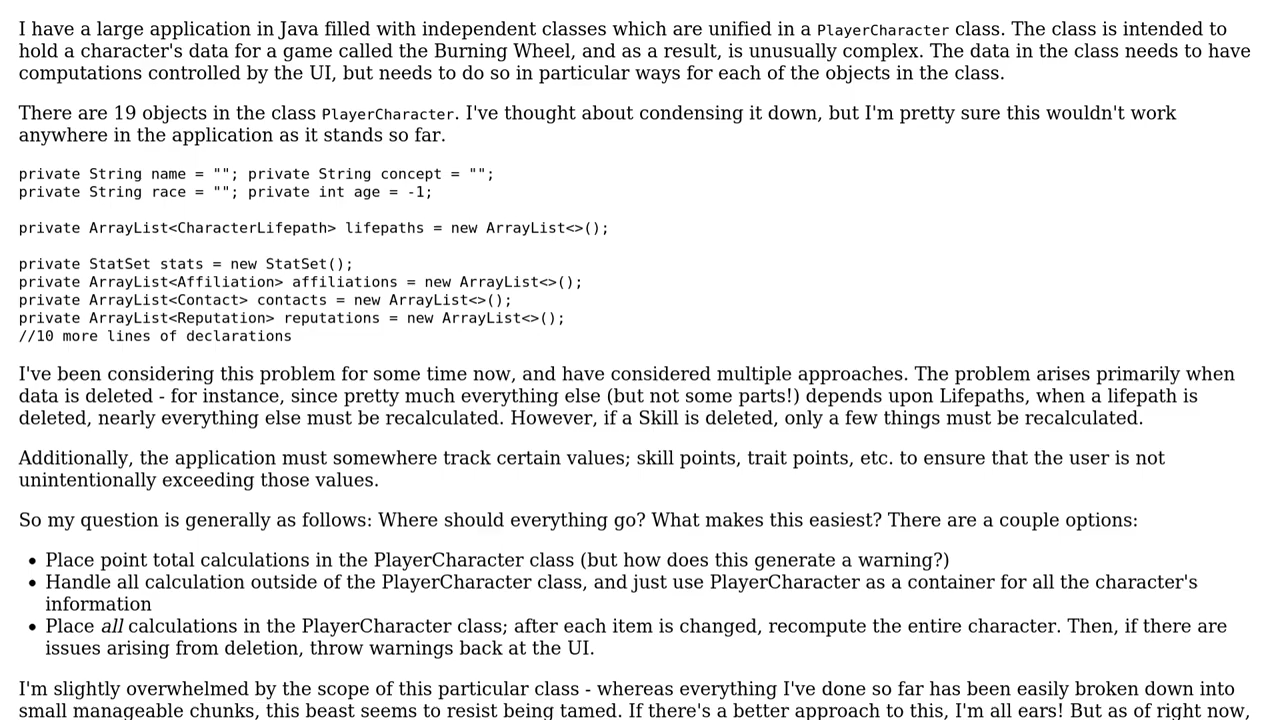 I have a large application in Java filled with independent classes which are unified in a PlayerCharacter class. The class is intended to
hold a character's data for a game called the Burning Wheel, and as a result, is unusually complex. The data in the class needs to have
computations controlled by the UI, but needs to do so in particular ways for each of the objects in the class.
There are 19 objects in the class PlayerCharacter. I've thought about condensing it down, but I'm pretty sure this wouldn't work
anywhere in the application as it stands so far.
private String name = ""; private String concept = "";
private String race = ""; private int age = -1;
private ArrayList<CharacterLifepath> lifepaths = new ArrayList<>();
private StatSet stats = new StatSet();
private ArrayList<Affiliation> affiliations = new ArrayList<>();
private ArrayList<Contact> contacts = new ArrayList<>();
private ArrayList<Reputation> reputations = new ArrayList<>();
//10 more lines of declarations
I've been considering this problem for some time now, and have considered multiple approaches. The problem arises primarily when
data is deleted - for instance, since pretty much everything else (but not some parts!) depends upon Lifepaths, when a lifepath is
deleted, nearly everything else must be recalculated. However, if a Skill is deleted, only a few things must be recalculated.
Additionally, the application must somewhere track certain values; skill points, trait points, etc. to ensure that the user is not
unintentionally exceeding those values.
So my question is generally as follows: Where should everything go? What makes this easiest? There are a couple options:
• Place point total calculations in the PlayerCharacter class (but how does this generate a warning?)
• Handle all calculation outside of the PlayerCharacter class, and just use PlayerCharacter as a container for all the character's
information
• Place all calculations in the PlayerCharacter class; after each item is changed, recompute the entire character. Then, if there are
issues arising from deletion, throw warnings back at the UI.
I'm slightly overwhelmed by the scope of this particular class - whereas everything I've done so far has been easily broken down into
small manageable chunks, this beast seems to resist being tamed. If there's a better approach to this, I'm all ears! But as of right now,